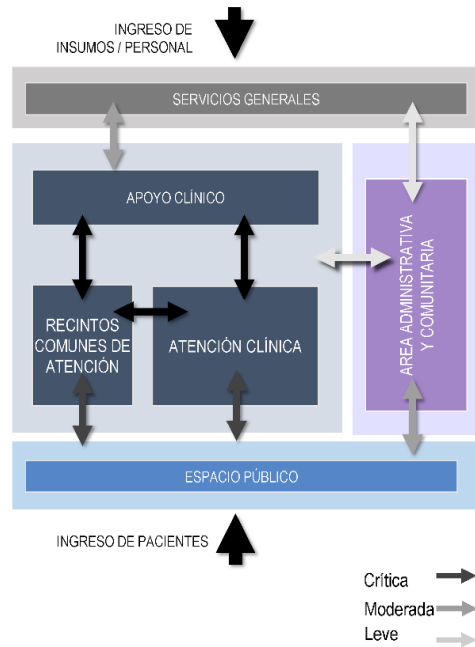 INGRESO DE
INSUMOS / PERSONAL
SERVICIOS GENERALES
APOYO CLÍNICO
RECINTOS
COMUNES DE
ATENCIÓN
ATENCIÓN CLÍNICA
AREA ADMINISTRATIVA
Y COMUNITARIA
ESPACIO PÚBLICO
INGRESO DE PACIENTES
Crítica
Moderada
Leve